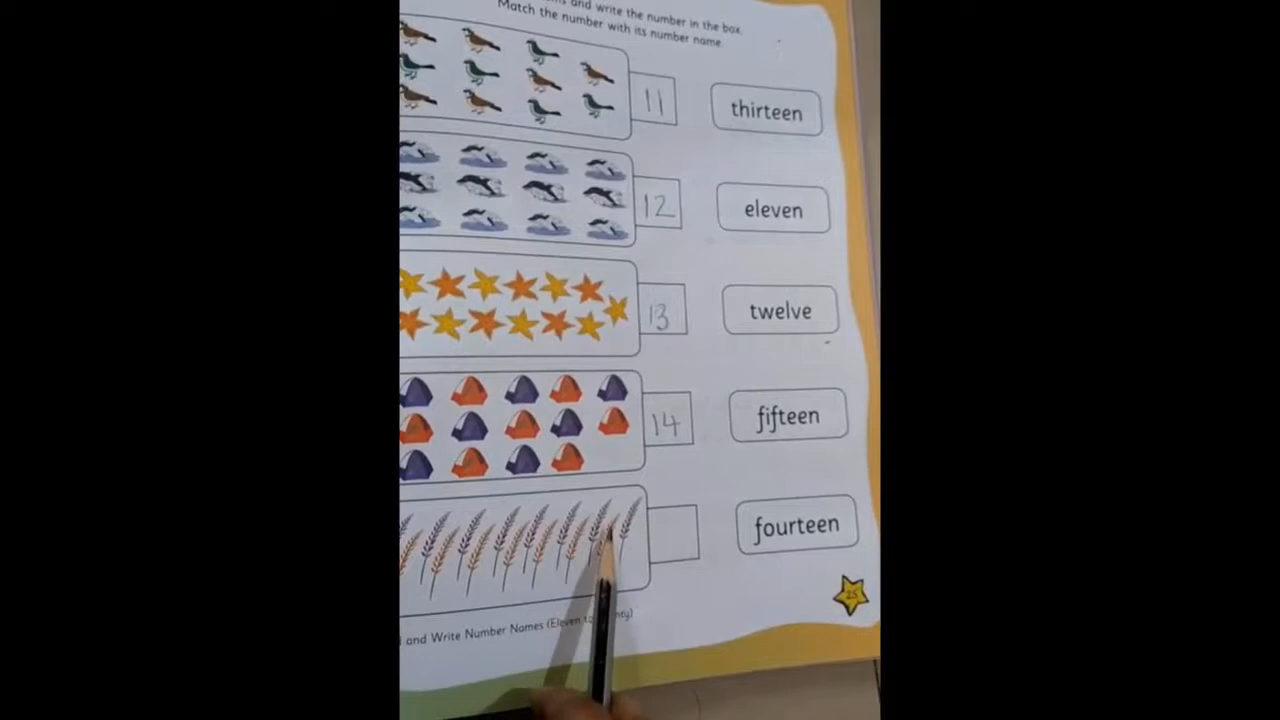 and write the number in the box.
Match the number with its number name.
11
thirteen
12
eleven
13
twelve
14
fifteen
fourteen
25
and Write Number Names (Eleven